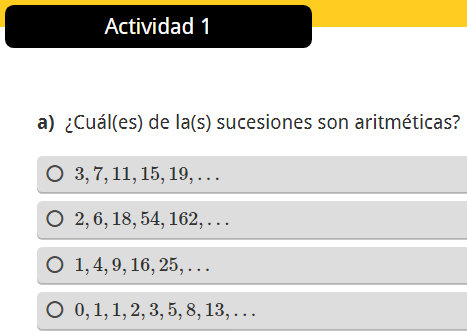 Actividad 1
a) ¿Cuál(es) de la(s) sucesiones son aritméticas?
3, 7, 11, 15, 19, . . .
2, 6, 18, 54, 162, . . .
1, 4, 9, 16, 25, . . .
0, 1, 1, 2, 3, 5, 8, 13, . . .